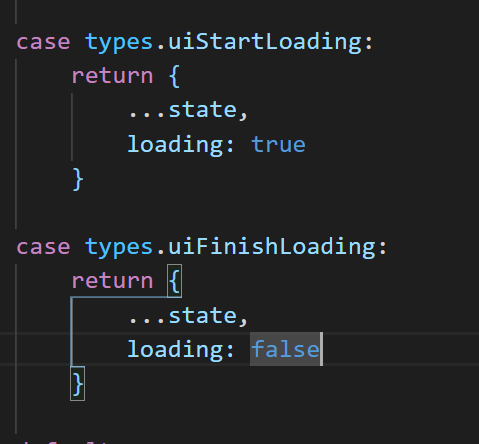 case types.uiStartLoading:
return {
...state,
loading: true
}
case types.uiFinishLoading:
return {
...state,
loading: false
}